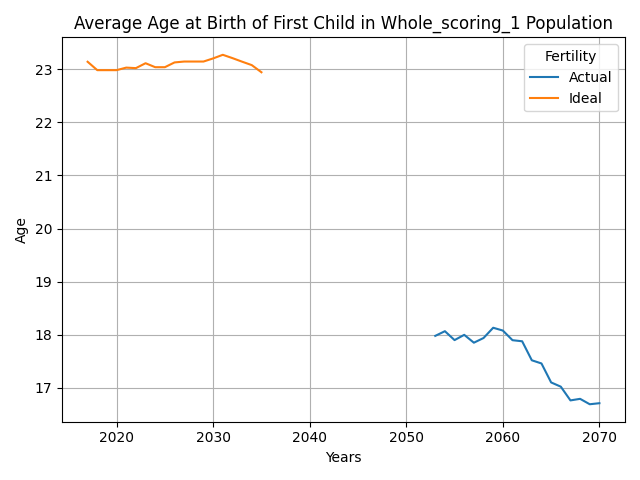 Average Age at Birth of First Child in Whole_scoring_1 Population
Fertility
Actual
Ideal
Age
23
22
21
20
19
18
17
2020 2030 2040 2050 2060 2070
Years